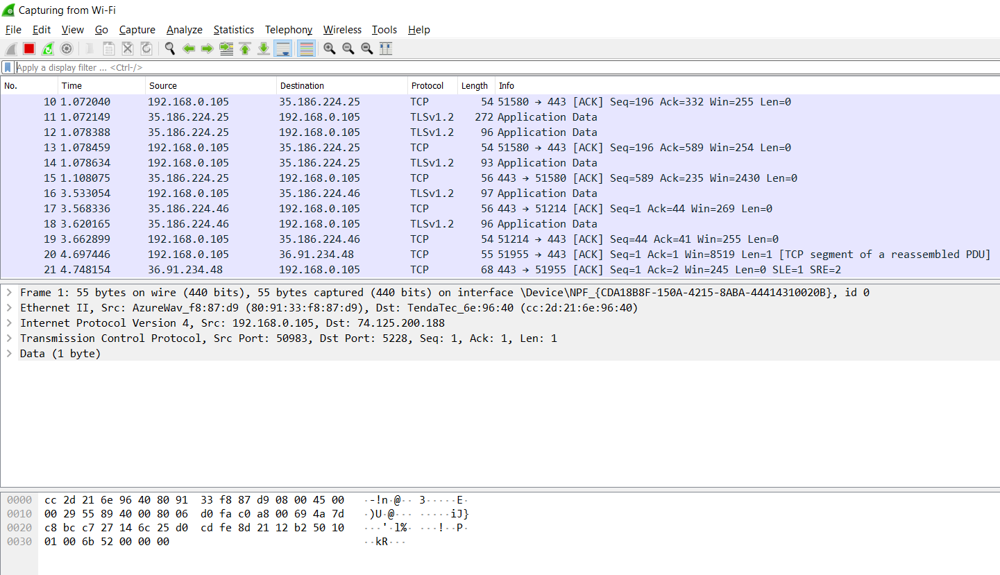 Capturing from Wi-Fi
File Edit View Go Capture Analyze Statistics Telephony Wireless Tools Help
Apply a display filter ... <Ctrl-/>
No. Time Source Destination Protocol Length Info
10 1.072040 192.168.0.105 35.186.224.25 TCP 54 51580 → 443 [ACK] Seq=196 Ack=332 Win=255 Len=0
11 1.072149 35.186.224.25 192.168.0.105 TLSv1.2 272 Application Data
12 1.078388 35.186.224.25 192.168.0.105 TLSv1.2 96 Application Data
13 1.078459 192.168.0.105 35.186.224.25 TCP 54 51580 → 443 [ACK] Seq=196 Ack=589 Win=254 Len=0
14 1.078634 192.168.0.105 35.186.224.25 TLSv1.2 93 Application Data
15 1.108075 35.186.224.25 192.168.0.105 TCP 56 443 → 51580 [ACK] Seq=589 Ack=235 Win=2430 Len=0
16 3.533054 192.168.0.105 35.186.224.46 TLSv1.2 97 Application Data
17 3.568336 35.186.224.46 192.168.0.105 TCP 56 443 → 51214 [ACK] Seq=1 Ack=44 Win=269 Len=0
18 3.620165 35.186.224.46 192.168.0.105 TLSv1.2 96 Application Data
19 3.662899 192.168.0.105 35.186.224.46 TCP 54 51214 → 443 [ACK] Seq=44 Ack=41 Win=255 Len=0
20 4.697446 192.168.0.105 36.91.234.48 TCP 55 51955 → 443 [ACK] Seq=1 Ack=1 Win=8519 Len=1 [TCP segment of a reassembled PDU]
21 4.748154 36.91.234.48 192.168.0.105 TCP 68 443 → 51955 [ACK] Seq=1 Ack=2 Win=245 Len=0 SLE=1 SRE=2
Frame 1: 55 bytes on wire (440 bits), 55 bytes captured (440 bits) on interface \Device\NPF_{CDA18B8F-150A-4215-8ABA-44414310020B}, id 0
Ethernet II, Src: AzureWav_f8:87:d9 (80:91:33:f8:87:d9), Dst: TendaTec_6e:96:40 (cc:2d:21:6e:96:40)
Internet Protocol Version 4, Src: 192.168.0.105, Dst: 74.125.200.188
Transmission Control Protocol, Src Port: 50983, Dst Port: 5228, Seq: 1, Ack: 1, Len: 1
Data (1 byte)
0000 cc 2d 21 6e 96 40 80 91 33 f8 87 d9 08 00 45 00 ·-!n·@·· 3·····E·
0010 00 29 55 89 40 00 80 06 d0 fa c0 a8 00 69 4a 7d ·)U·@··· ·····iJ}
0020 c8 bc c7 27 14 6c 25 d0 cd fe 8d 21 12 b2 50 10 ···'·l%· ···!··P·
0030 01 00 6b 52 00 00 00 ··kR···